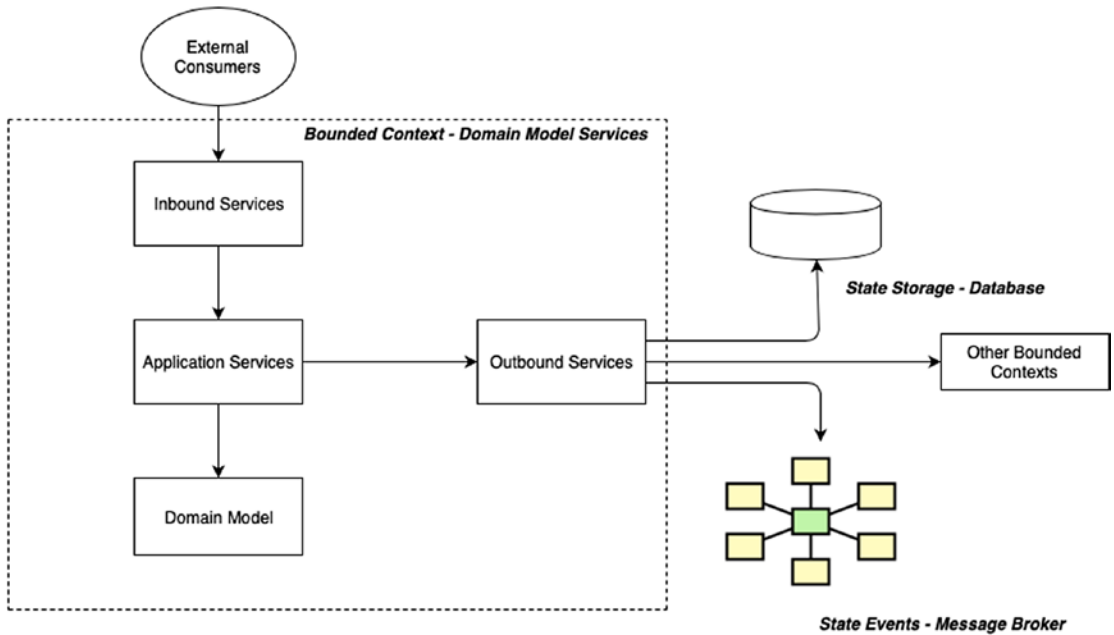 External
Consumers
Bounded Context - Domain Model Services
Inbound Services
State Storage - Database
Application Services
Outbound Services
Other Bounded
Contexts
Domain Model
State Events - Message Broker